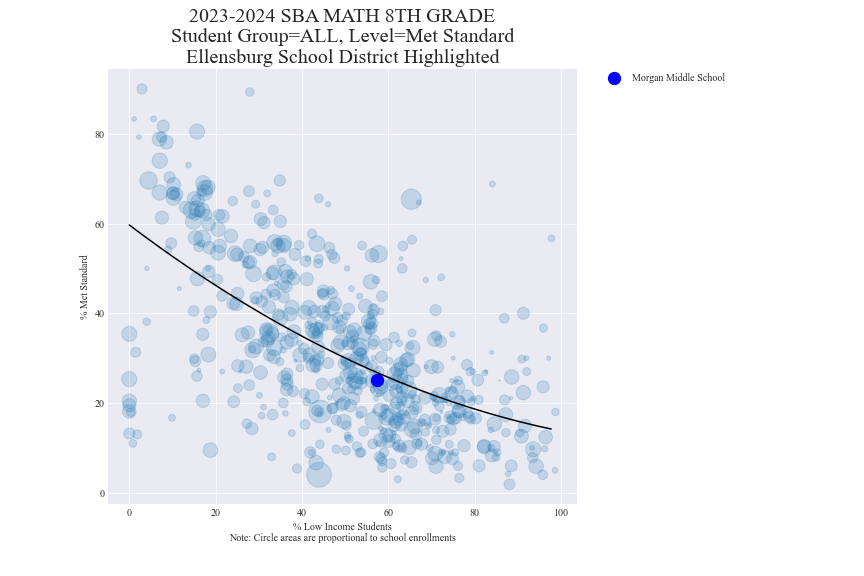 2023-2024 SBA MATH 8TH GRADE
Student Group=ALL, Level=Met Standard
Ellensburg School District Highlighted
Morgan Middle School
% Met Standard
80
60
40
20
0
0 20 40 60 80 100
% Low Income Students
Note: Circle areas are proportional to school enrollments